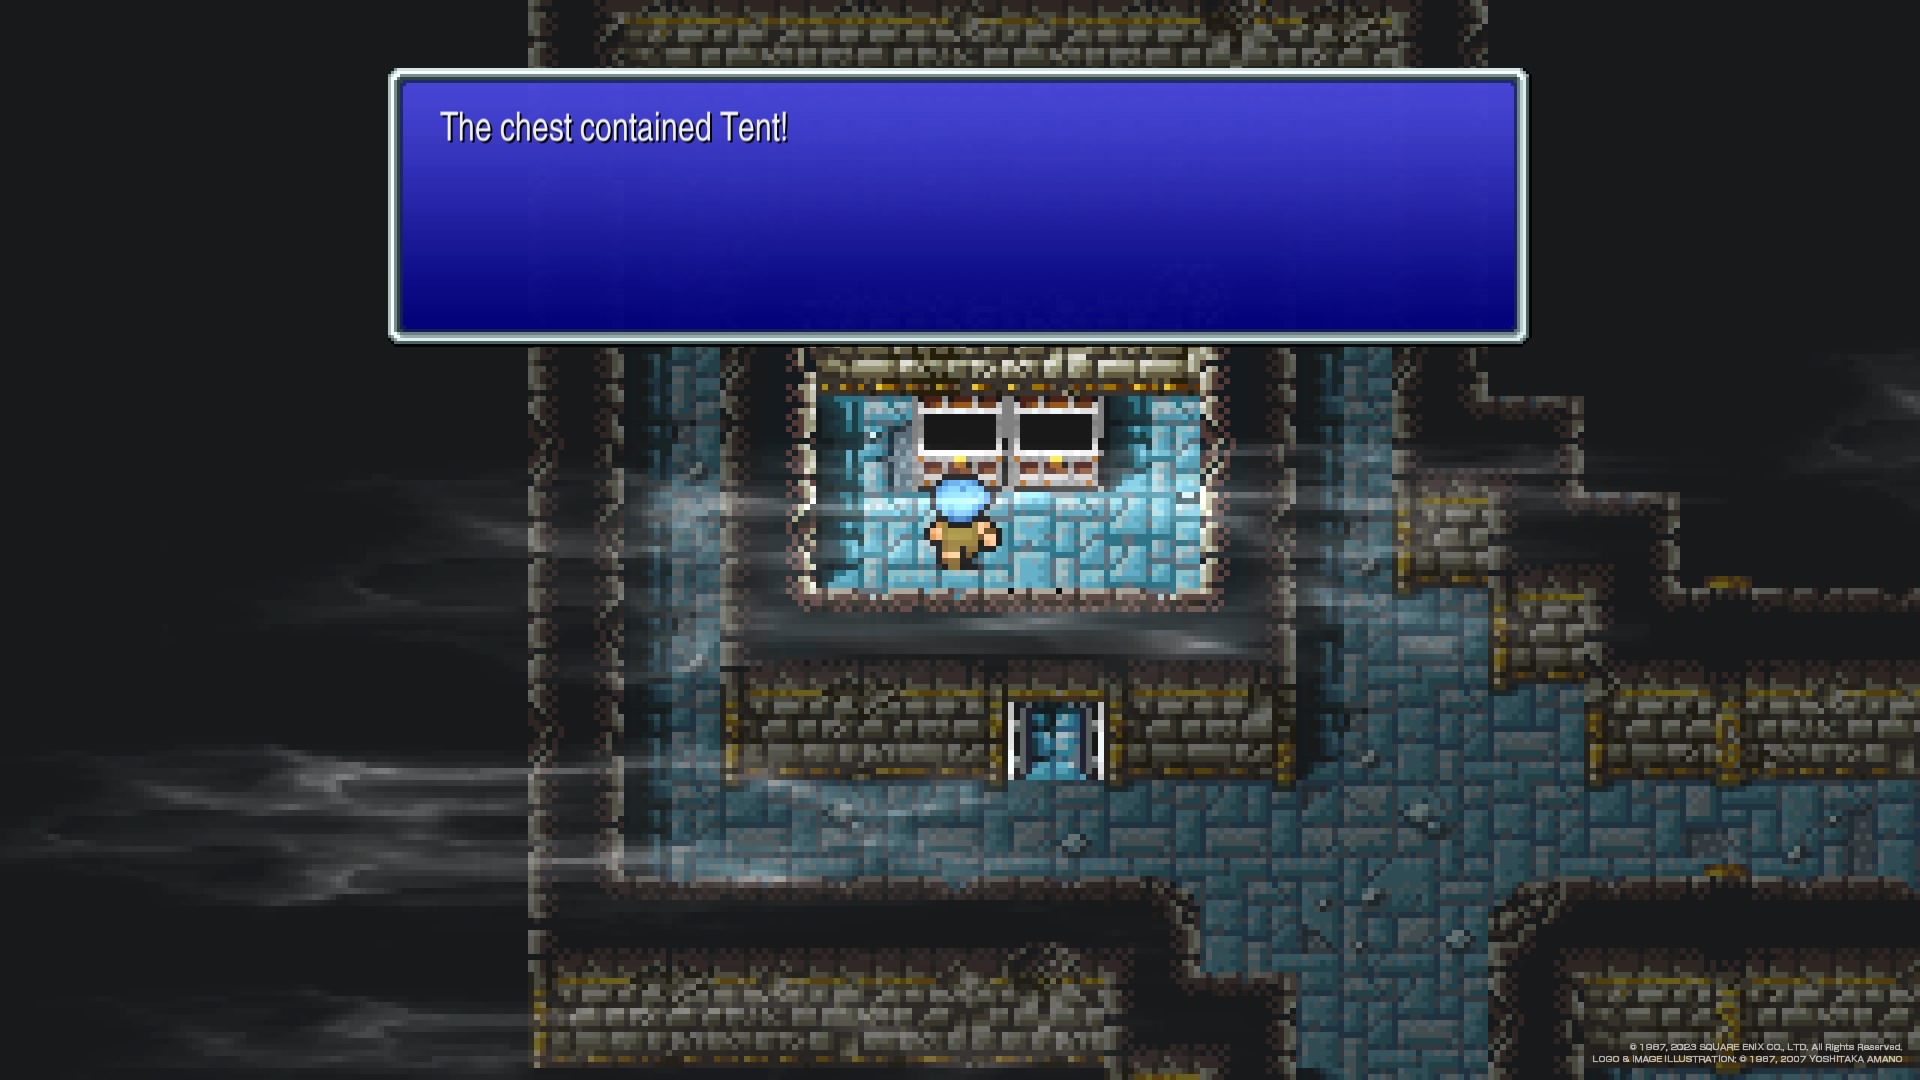 The chest contained Tent!
© 1987, 2023 SQUARE ENIX CO., LTD. All Rights Reserved.
LOGO & IMAGE ILLUSTRATION: © 1987, 2007 YOSHITAKA AMANO